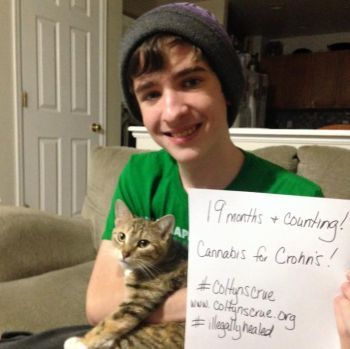 19 months + counting!
Cannabis for Crohn's!
#coltynscrue
www.coltynscrue.org
#illegallyhealed